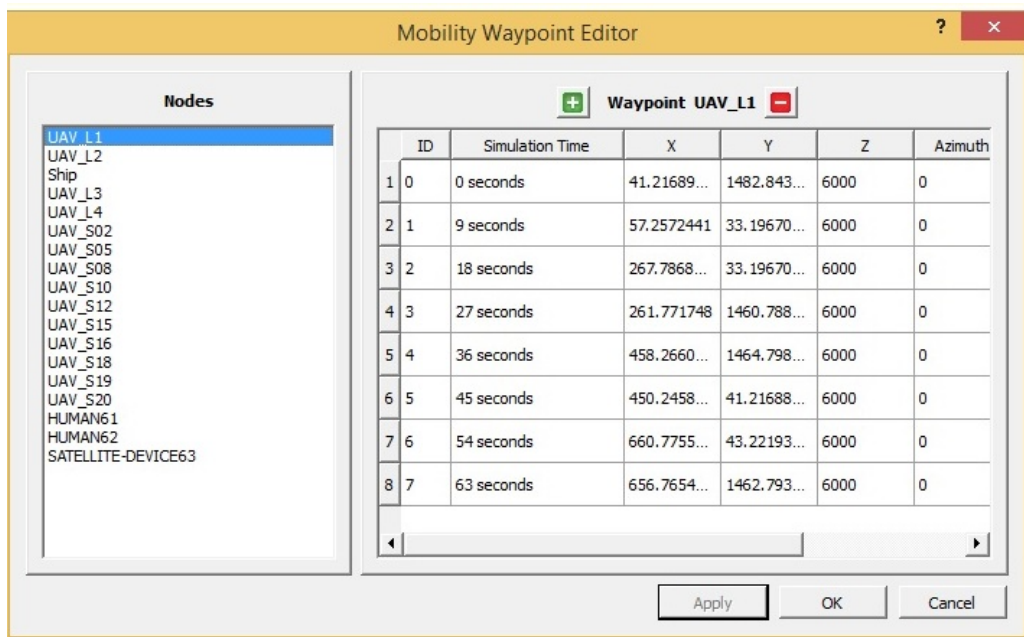 Mobility Waypoint Editor
?
Nodes
UAV_L1
UAV_L2
Ship
UAV_L3
UAV_L4
UAV_S02
UAV_S05
UAV_S08
UAV_S10
UAV_S12
UAV_S15
UAV_S16
UAV_S18
UAV_S19
UAV_S20
HUMAN61
HUMAN62
SATELLITE-DEVICE63
Waypoint UAV_L1
ID Simulation Time X Y Z Azimuth
1 0 0 seconds 41.21689... 1482.843... 6000 0
2 1 9 seconds 57.2572441 33.19670... 6000 0
3 2 18 seconds 267.7868... 33.19670... 6000 0
4 3 27 seconds 261.771748 1460.788... 6000 0
5 4 36 seconds 458.2660... 1464.798... 6000 0
6 5 45 seconds 450.2458... 41.21688... 6000 0
7 6 54 seconds 660.7755... 43.22193... 6000 0
8 7 63 seconds 656.7654... 1462.793... 6000 0
Apply OK Cancel